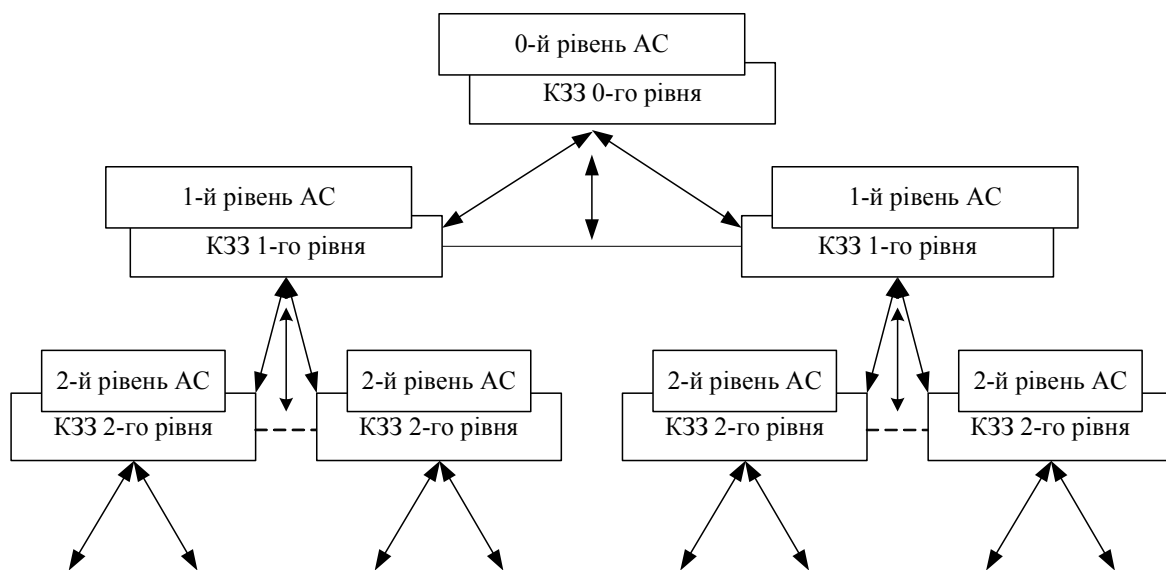 0-й рівень АС
КЗЗ 0-го рівня
1-й рівень АС
КЗЗ 1-го рівня
1-й рівень АС
КЗЗ 1-го рівня
2-й рівень АС
КЗЗ 2-го рівня
2-й рівень АС
КЗЗ 2-го рівня
2-й рівень АС
КЗЗ 2-го рівня
2-й рівень АС
КЗЗ 2-го рівня